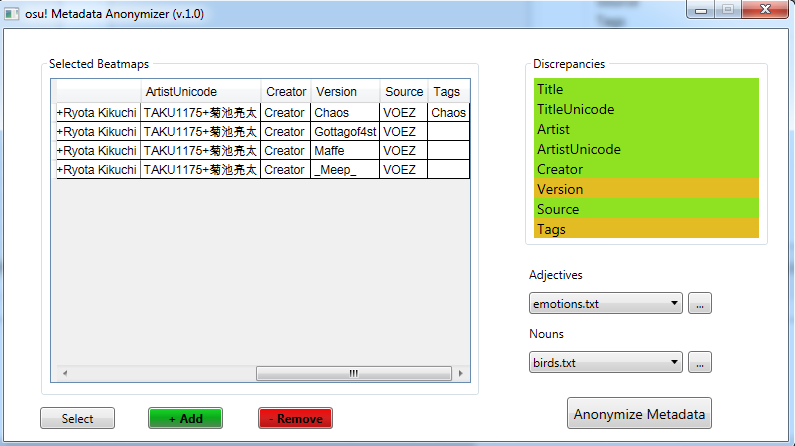 osu! Metadata Anonymizer (v.1.0)
Selected Beatmaps
ArtistUnicode Creator Version Source Tags
+Ryota Kikuchi TAKU1175+菊池亮太 Creator Chaos VOEZ Chaos
+Ryota Kikuchi TAKU1175+菊池亮太 Creator Gottagof4st VOEZ
+Ryota Kikuchi TAKU1175+菊池亮太 Creator Maffe VOEZ
+Ryota Kikuchi TAKU1175+菊池亮太 Creator _Meep_ VOEZ
Select
+ Add
- Remove
Discrepancies
Title
TitleUnicode
Artist
ArtistUnicode
Creator
Version
Source
Tags
Adjectives
emotions.txt
...
Nouns
birds.txt
...
Anonymize Metadata